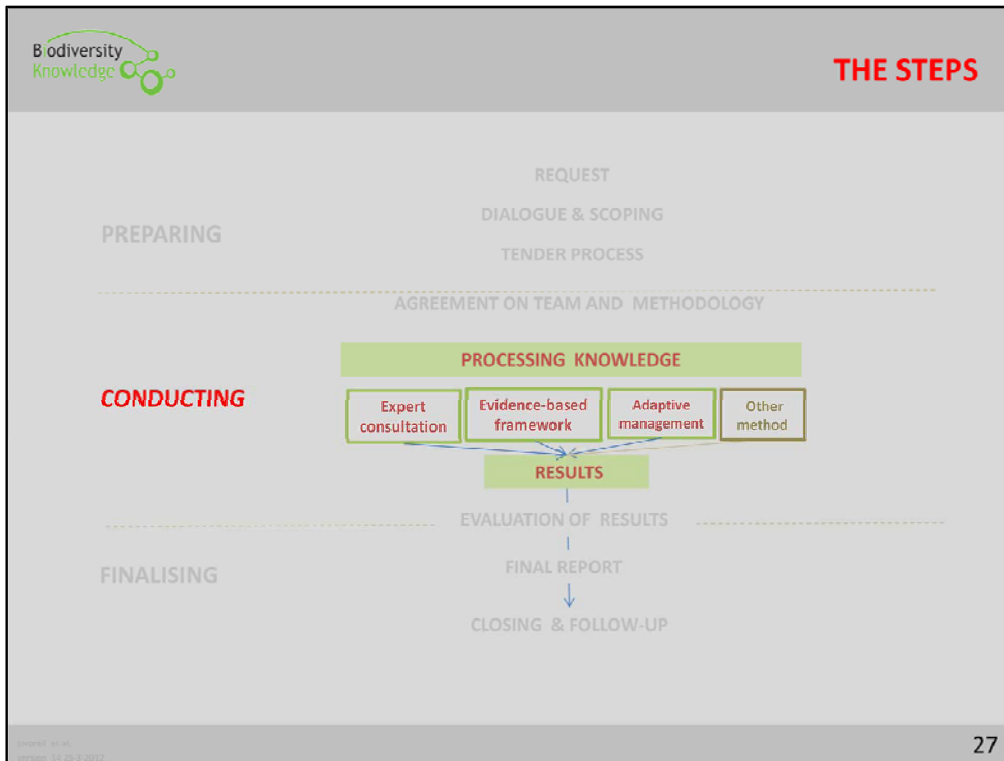 Biodiversity
Knowledge
THE STEPS
REQUEST
DIALOGUE & SCOPING
PREPARING
TENDER PROCESS
AGREEMENT ON TEAM AND METHODOLOGY
PROCESSING KNOWLEDGE
CONDUCTING
Expert
consultation
Evidence-based
framework
Adaptive
management
Other
method
RESULTS
EVALUATION OF RESULTS
FINALISING
FINAL REPORT
CLOSING & FOLLOW-UP
et al.
27